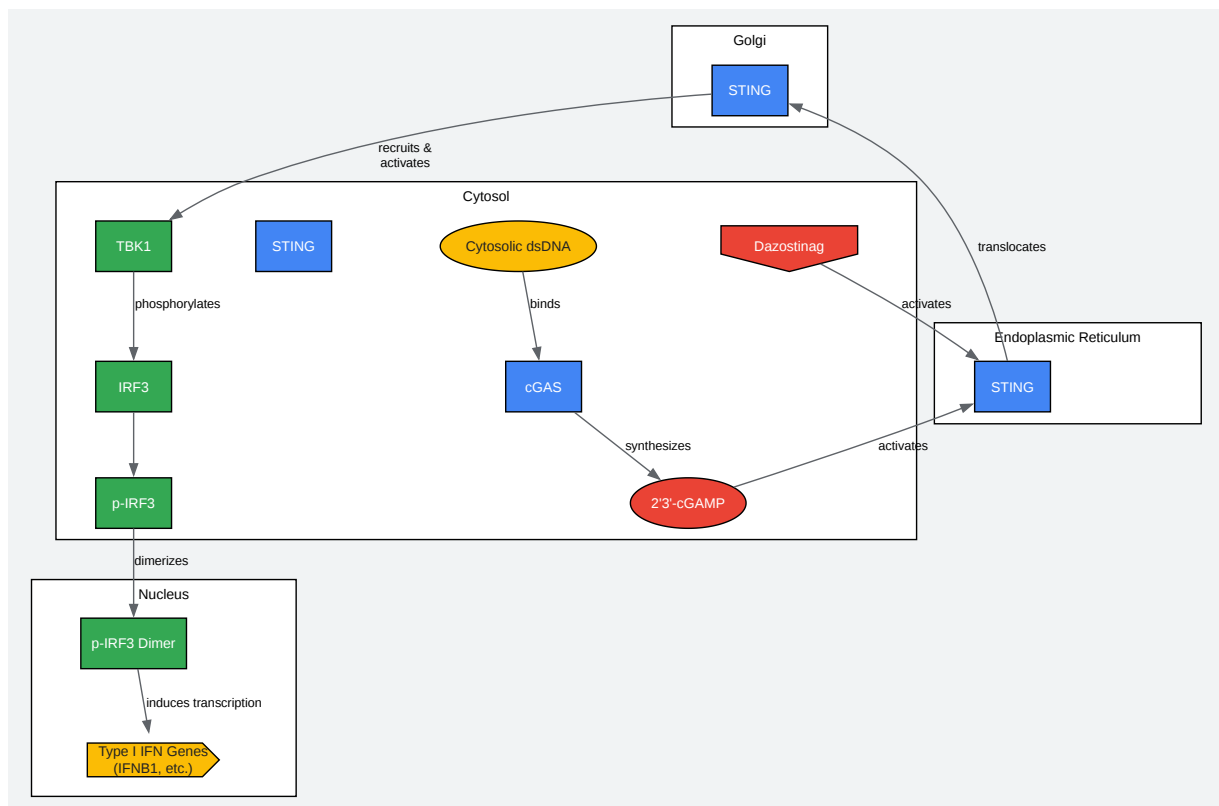 Golgi
STING
recruits &
activates
Cytosol
TBK1
STING
Cytosolic dsDNA
Dazostinag
translocates
phosphorylates
binds
activates
Endoplasmic Reticulum
IRF3
cGAS
STING
synthesizes
activates
p-IRF3
2'3'-cGAMP
dimerizes
Nucleus
p-IRF3 Dimer
induces transcription
Type I IFN Genes
(IFNB1, etc.)